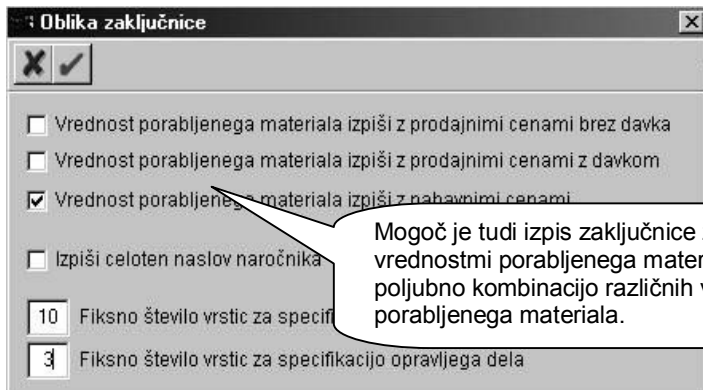 Oblika zaključnice
Vrednost porabljenega materiala izpiši z prodajnimi cenami brez davka
Vrednost porabljenega materiala izpiši z prodajnimi cenami z davkom
Vrednost porabljenega materiala izpiši z nabavnimi cenami
Mogoč je tudi izpis zaključnice
vrednostmi porabljenega
poljubno kombinacijo različnih
porabljenega materiala.
Izpiši celoten naslov naročnika
10 Fiksno število vrstic za
3 Fiksno število vrstic za specifikacijo opravljega dela